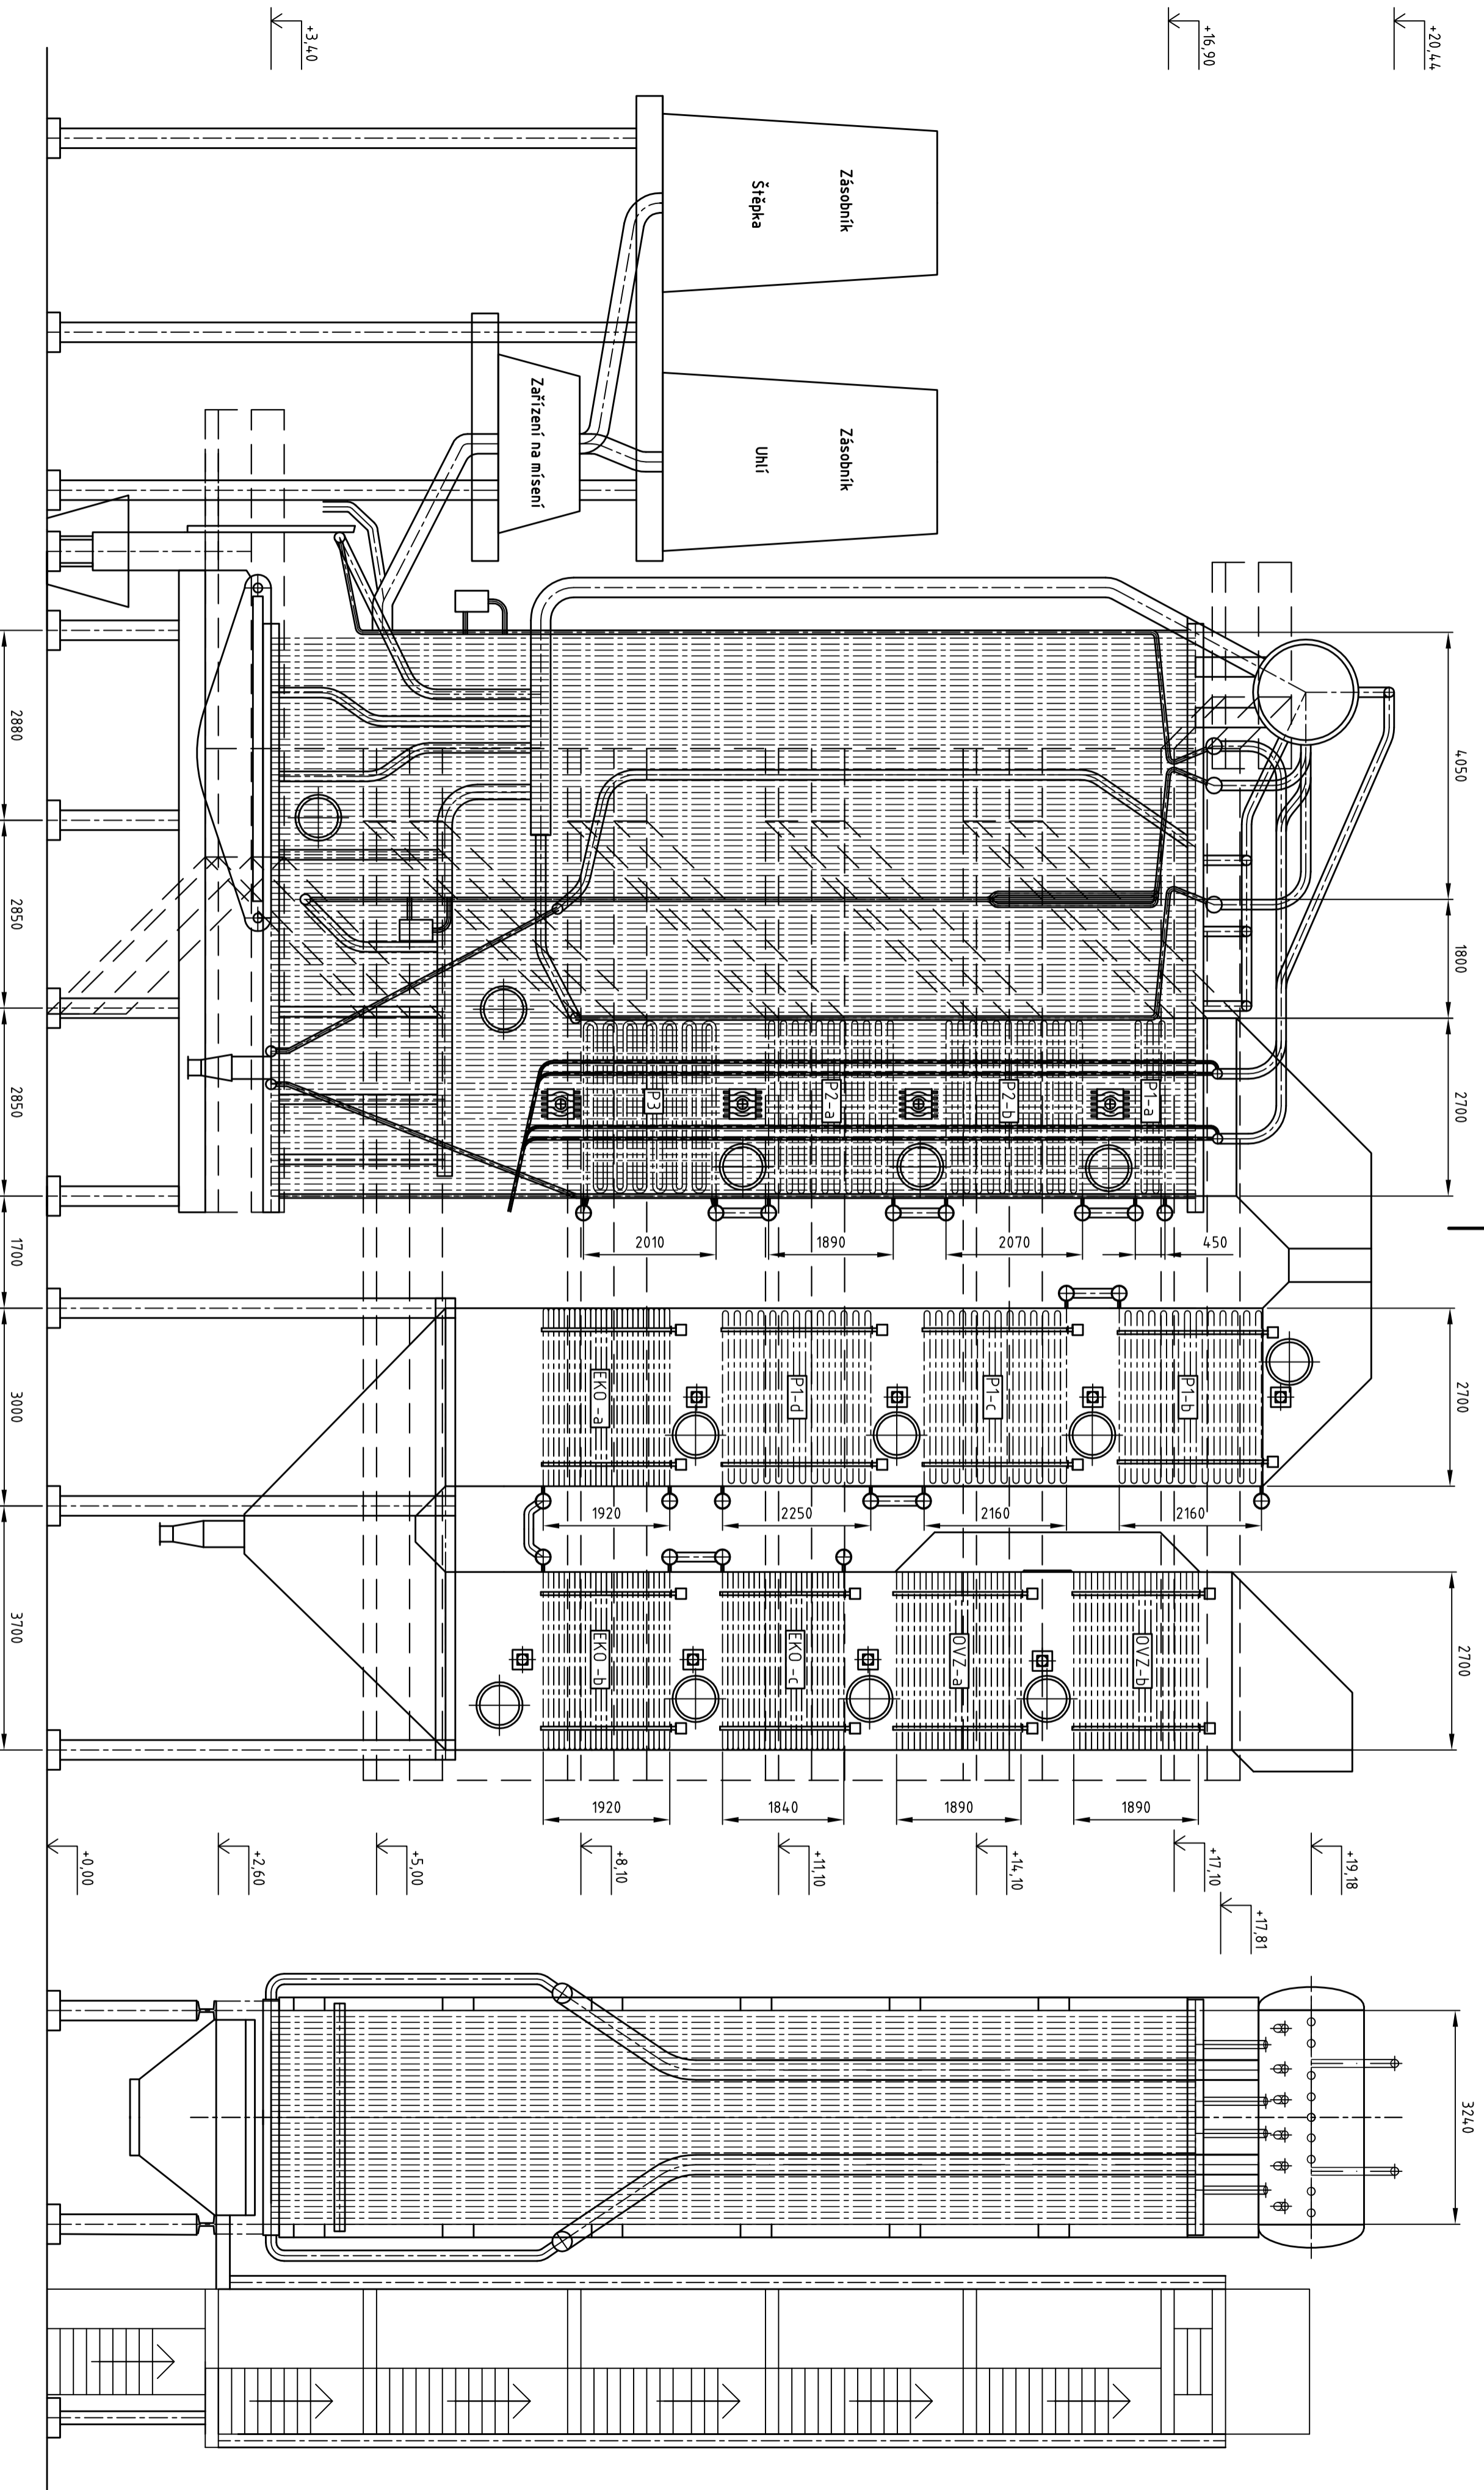 +20,44
+16,90
+3,40
Zásobník
Štěpka
Zásobník
Uhlí
Zařízení na mísení
4050
1800
2700
2700
2700
3240
P1-a
P2-b
P2-a
P3
450
2070
1890
2010
P1-b
P1-c
P1-d
EKO-a
2160
2160
2250
1920
OVZ-b
OVZ-a
EKO-c
EKO-b
1890
1890
1840
1920
2880
2850
2850
1700
3000
3700
+19,18
+17,81
+17,10
+14,10
+11,10
+8,10
+5,00
+2,60
+0,00